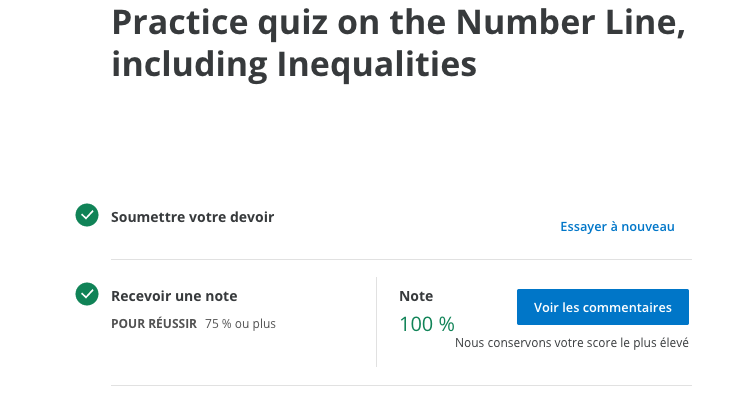 Practice quiz on the Number Line,
including Inequalities
Soumettre votre devoir
Essayer à nouveau
Recevoir une note
POUR RÉUSSIR 75 % ou plus
Note
100 %
Voir les commentaires
Nous conservons votre score le plus élevé